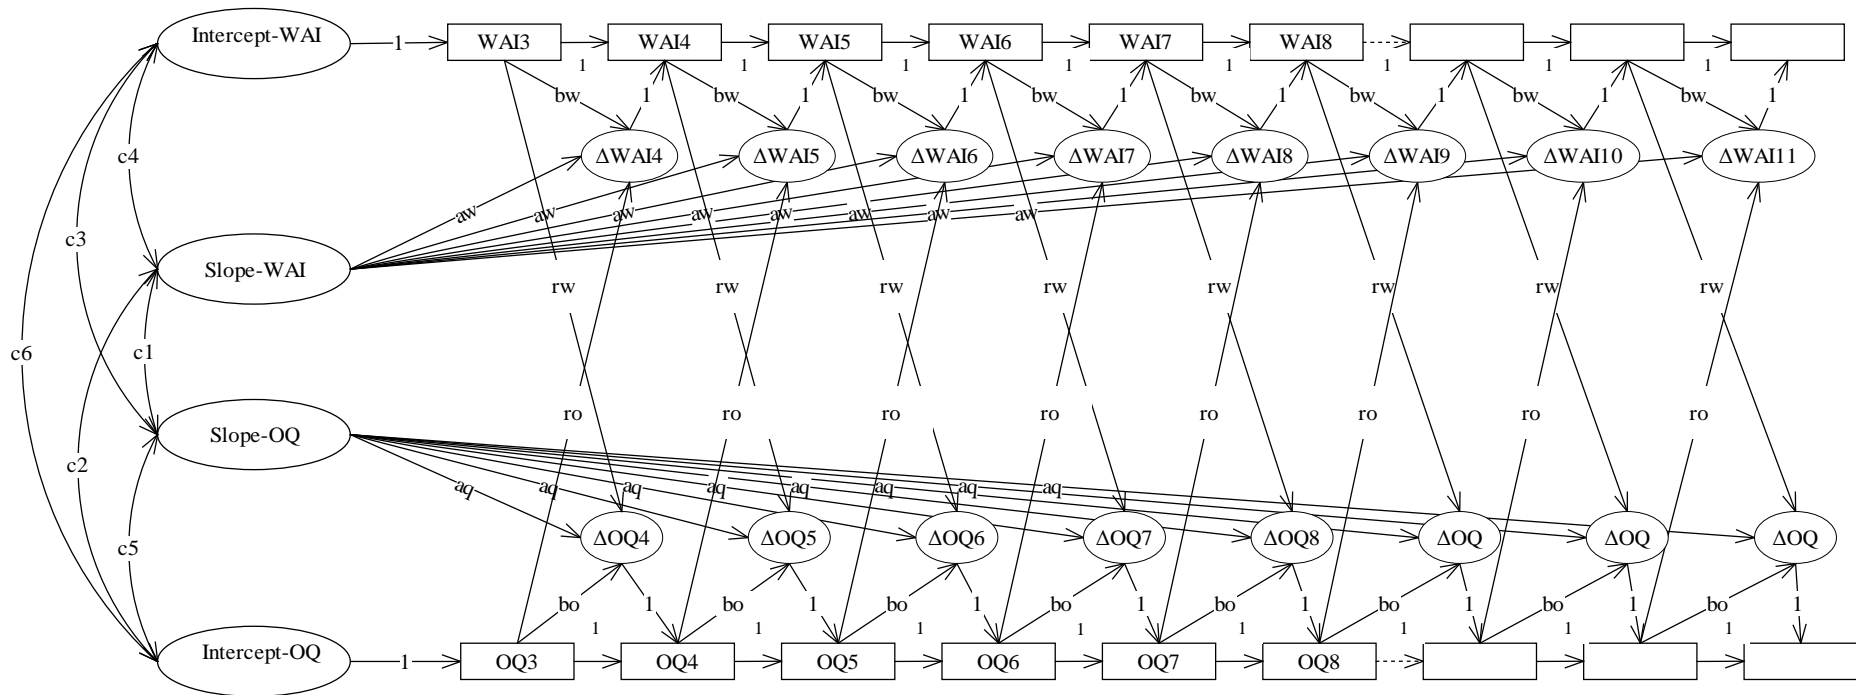 Intercept-WAI 1 WAI3 WAI4 WAI5 WAI6 WAI7 WAI8
1 1 1 1 1 1 1 1
bw 1 bw 1 bw 1 bw 1 bw 1 bw 1 bw 1 bw 1
c4 ΔWAI4 ΔWAI5 ΔWAI6 ΔWAI7 ΔWAI8 ΔWAI9 ΔWAI10 ΔWAI11
aw aw aw aw aw aw aw aw
c3
Slope-WAI
rw rw rw rw rw rw rw rw
c6 c1
ro ro ro ro ro ro ro ro
Slope-OQ
c2
aq aq aq aq aq aq aq aq
c5 ΔOQ4 ΔOQ5 ΔOQ6 ΔOQ7 ΔOQ8 ΔOQ ΔOQ ΔOQ
bo 1 bo 1 bo 1 bo 1 bo 1 bo 1 bo 1 bo 1
1 1 1 1 1 1 1 1
Intercept-OQ 1 OQ3 OQ4 OQ5 OQ6 OQ7 OQ8